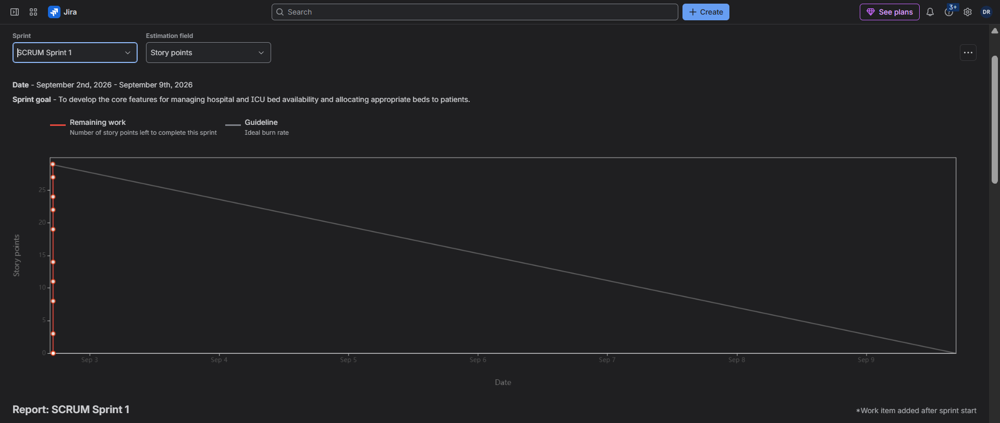 Jira
Search
+ Create
See plans
3+
DR
Sprint
Estimation field
SCRUM Sprint 1
Story points
Date - September 2nd, 2026 - September 9th, 2026
Sprint goal - To develop the core features for managing hospital and ICU bed availability and allocating appropriate beds to patients.
Remaining work
Number of story points left to complete this sprint
Guideline
Ideal burn rate
25
20
15
10
5
0
Story points
Sep 3
Sep 4
Sep 5
Sep 6
Sep 7
Sep 8
Sep 9
Date
Report: SCRUM Sprint 1
*Work item added after sprint start